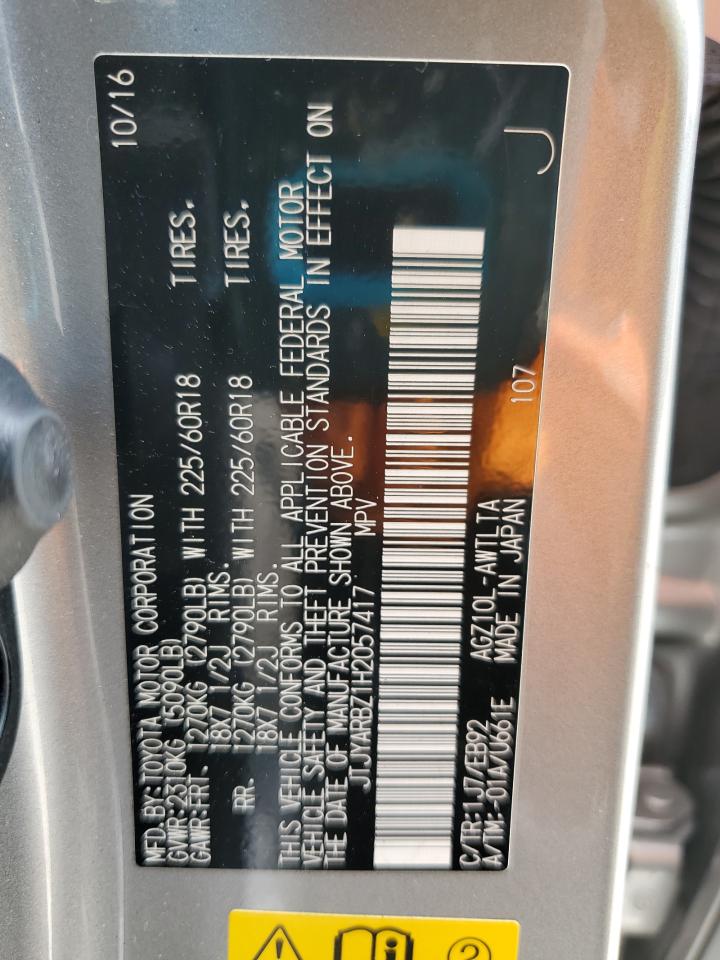 MFD.BY:TOYOTA MOTOR CORPORATION 10/16
GVWR:2310KG (5090LB)
GAWR:FRT. 1270KG (2790LB) WITH 225/60R18 TIRES.
18X7 1/2J RIMS.
RR. 1270KG (2790LB) WITH 225/60R18 TIRES.
18X7 1/2J RIMS.
THIS VEHICLE CONFORMS TO ALL APPLICABLE FEDERAL MOTOR
VEHICLE SAFETY AND THEFT PREVENTION STANDARDS IN EFFECT ON
THE DATE OF MANUFACTURE SHOWN ABOVE.
JTJYARBZ1H2057417 MPV
C/TR:1J7/EB92 AGZ10L-AWTLTA
A/TM:-01A/U661E MADE IN JAPAN 107 J